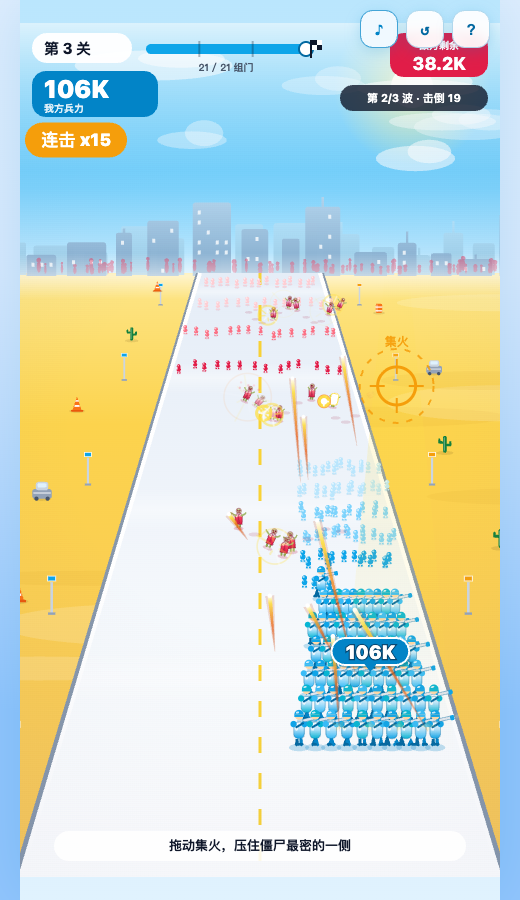 第 3 关
♪
↺
?
21 / 21 组门
106K
我方兵力
38.2K
第 2/3 波 · 击倒 19
连击 x15
集火
106K
拖动集火，压住僵尸最密的一侧